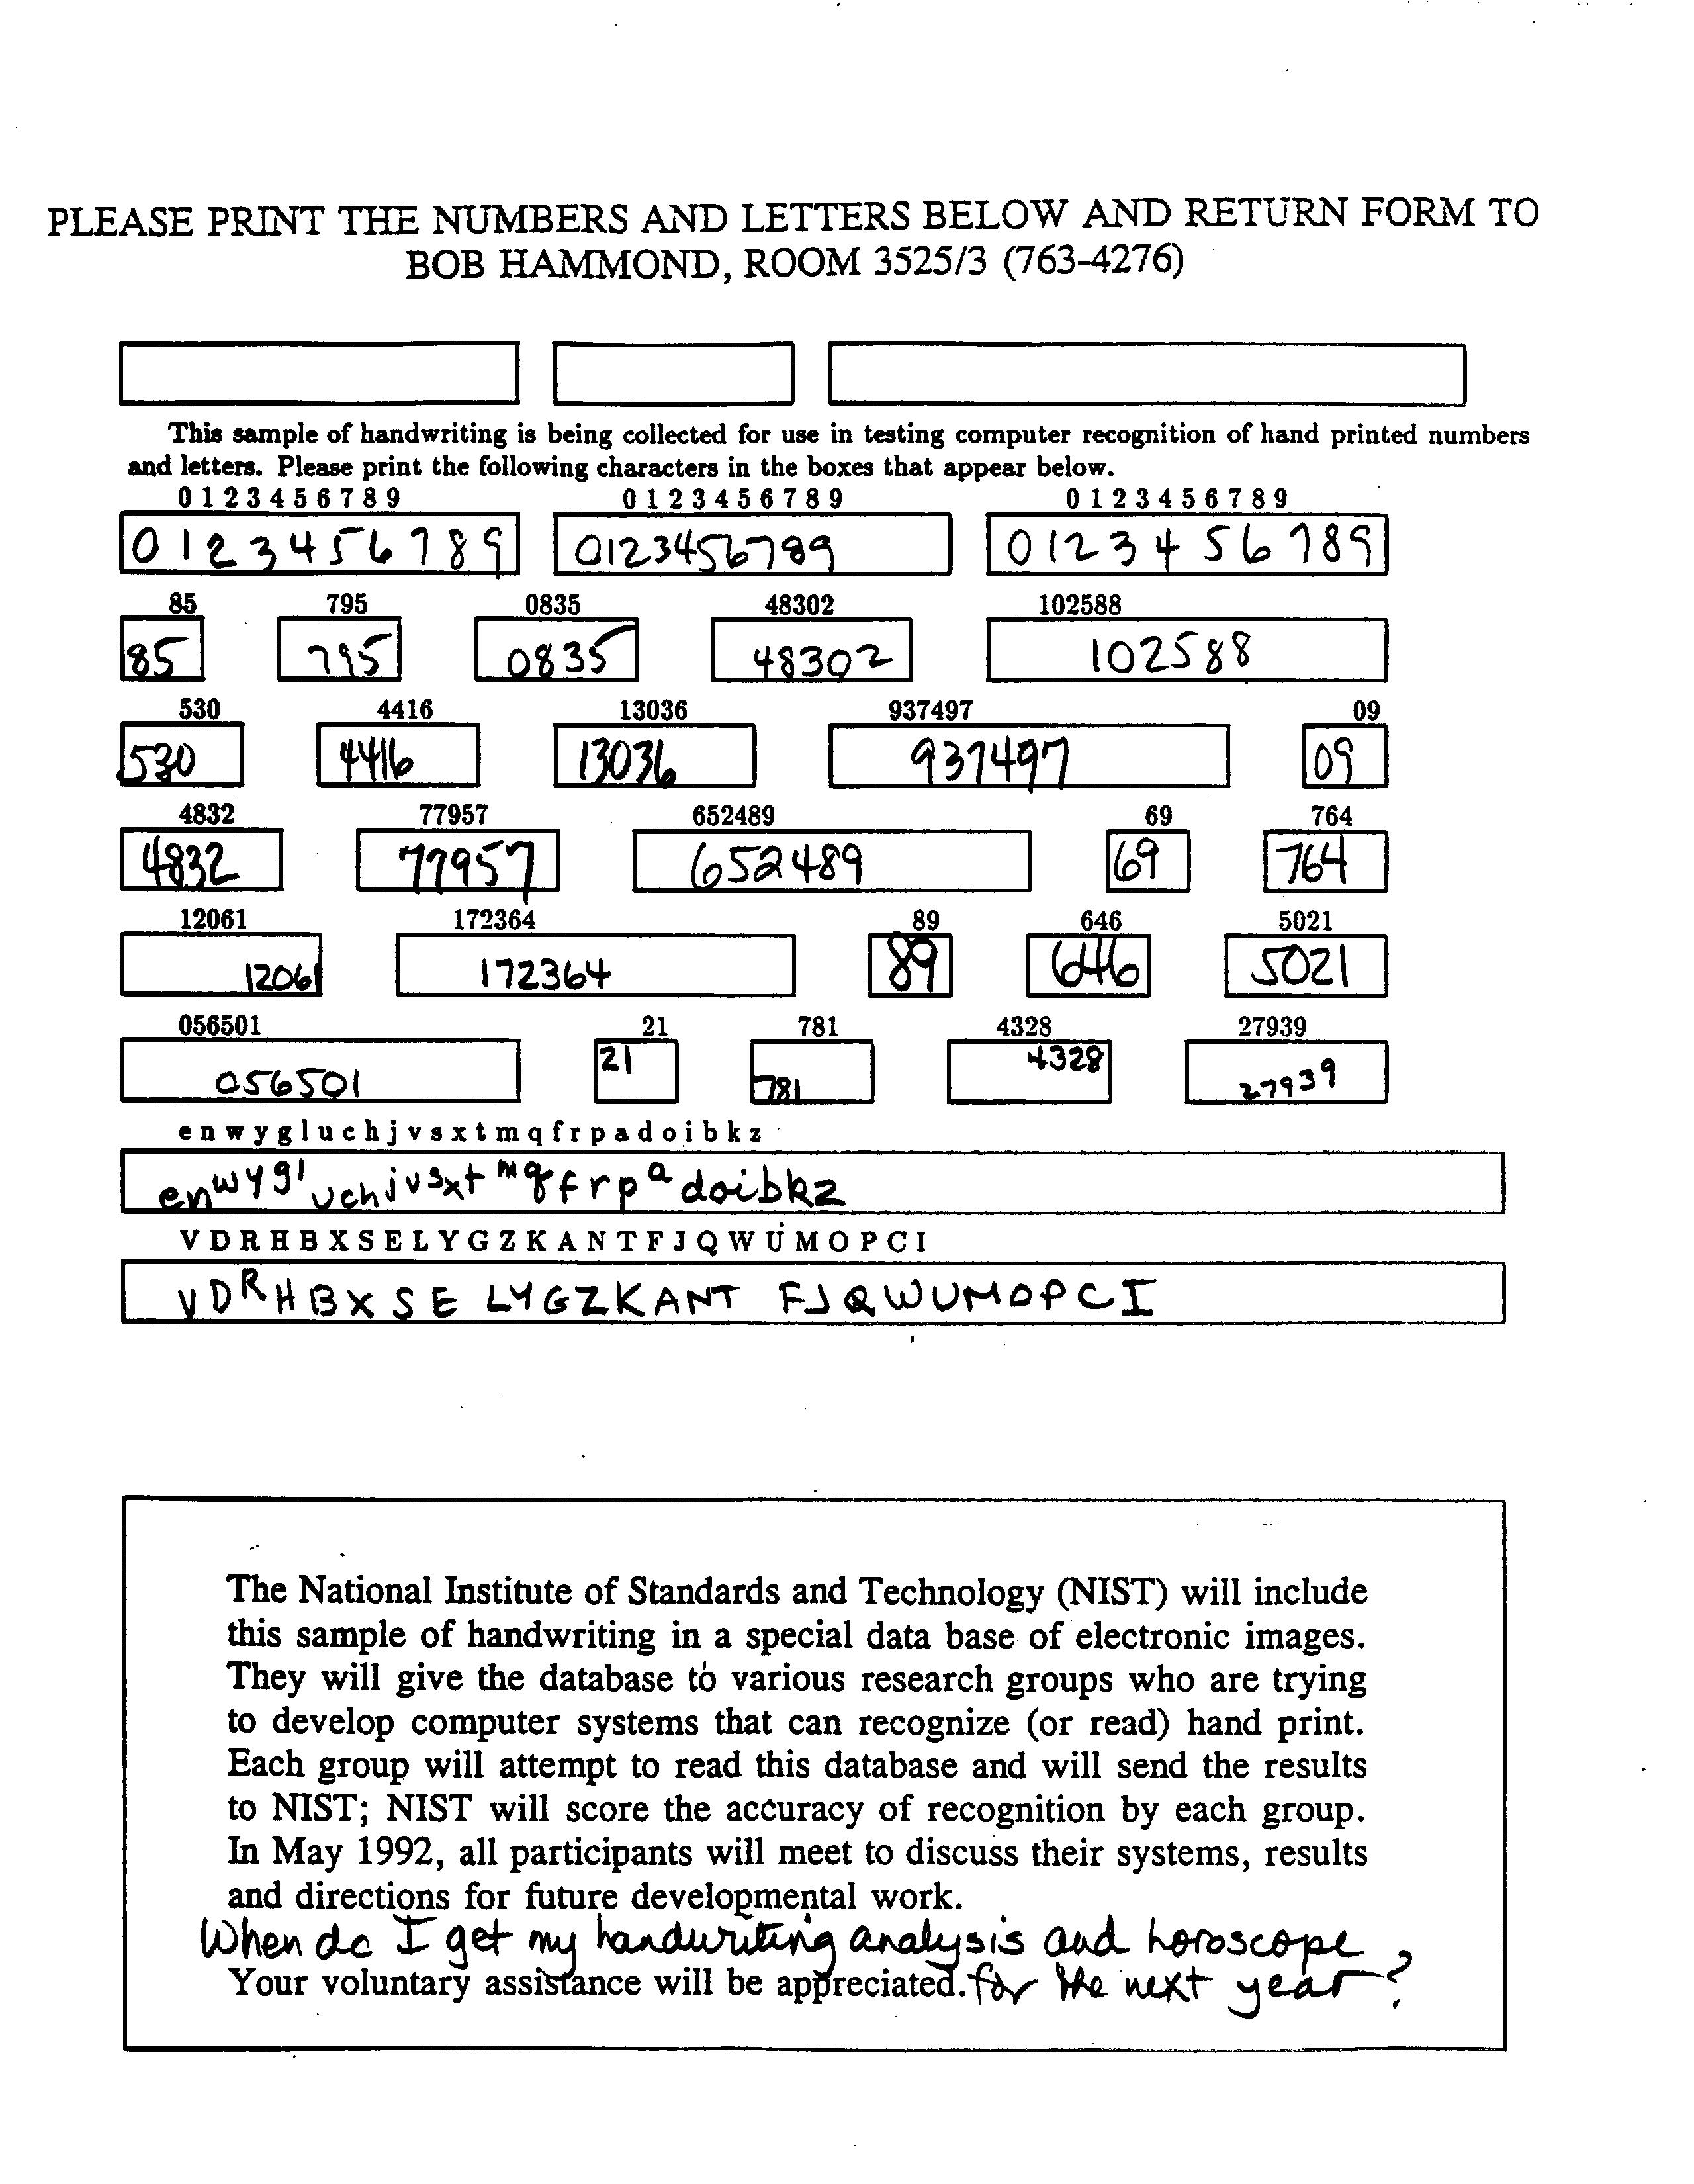 PLEASE PRINT THE NUMBERS AND LETTERS BELOW AND RETURN FORM TO
BOB HAMMOND, ROOM 3525/3 (763-4276)
This sample of handwriting is being collected for use in testing computer recognition of hand printed numbers
and letters. Please print the following characters in the boxes that appear below.
0 1 2 3 4 5 6 7 8 9 0 1 2 3 4 5 6 7 8 9 0 1 2 3 4 5 6 7 8 9
0123456789 0123456789 0123456789
85 795 0835 48302 102588
85 795 0835 48302 102588
530 4416 13036 937497 09
530 4416 13036 937497 09
4832 77957 652489 69 764
4832 77957 652489 69 764
12061 172364 89 646 5021
12061 172364 89 646 5021
056501 21 781 4328 27939
056501 21 781 4328 27939
e n w y g l u c h j v s x t m q f r p a d o i b k z
enwygluchjvsxtmqfrpadoibkz
V D R H B X S E L Y G Z K A N T F J Q W U M O P C I
VDRHBXSELYGZKANTFJQWUMOPCI
The National Institute of Standards and Technology (NIST) will include
this sample of handwriting in a special data base of electronic images.
They will give the database to various research groups who are trying
to develop computer systems that can recognize (or read) hand print.
Each group will attempt to read this database and will send the results
to NIST; NIST will score the accuracy of recognition by each group.
In May 1992, all participants will meet to discuss their systems, results
and directions for future developmental work.
When do I get my handwriting analysis and horoscope
Your voluntary assistance will be appreciated. for the next year?